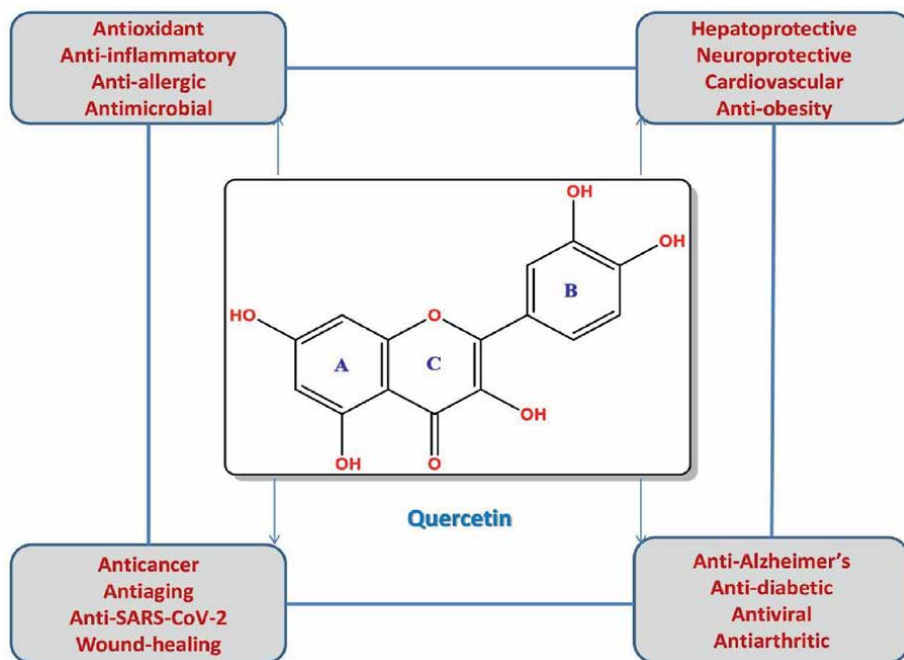 Antioxidant
Anti-inflammatory
Anti-allergic
Antimicrobial
Hepatoprotective
Neuroprotective
Cardiovascular
Anti-obesity
OH
OH
B
HO
O
A
C
OH
OH
O
Quercetin
Anticancer
Antiaging
Anti-SARS-CoV-2
Wound-healing
Anti-Alzheimer's
Anti-diabetic
Antiviral
Antiarthritic